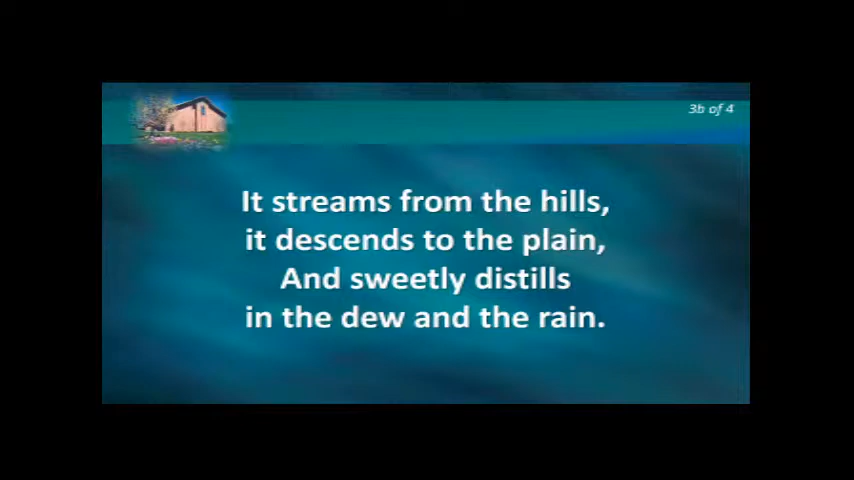 3b of 4
It streams from the hills,
it descends to the plain,
And sweetly distills
in the dew and the rain.